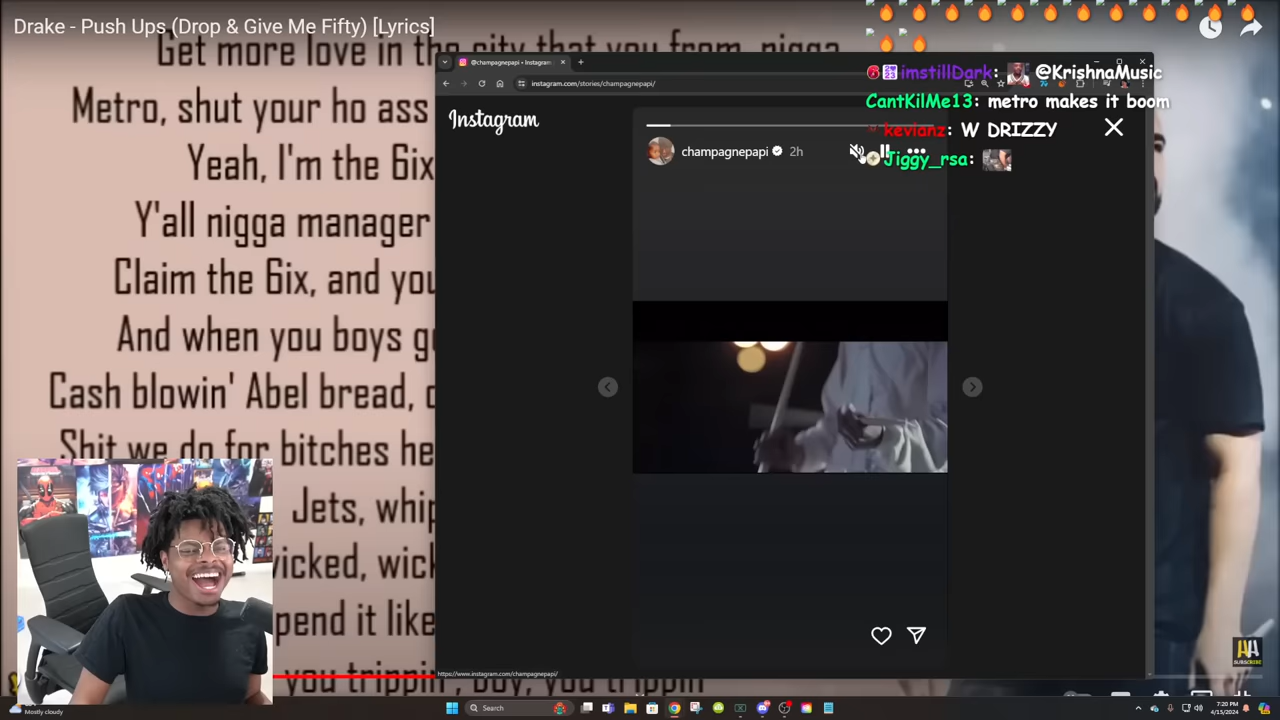 Drake - Push Ups (Drop & Give Me Fifty) [Lyrics]
Get more love in the city that you from, nigga
Metro, shut your ho ass
Yeah, I'm the 6ix
Y'all nigga manager
Claim the 6ix, and you
And when you boys g
Cash blowin' Abel bread,
Shit we do for bitches he
Jets, whip
wicked, wick
pend it like
you trippin', boy, you trippin'
@champagnepapi • Instagram
instagram.com/stories/champagnepapi/
Instagram
champagnepapi 2h
imstillDark: @KrishnaMusic
CantKilMe13: metro makes it boom
kevianz: W DRIZZY
Jiggy_rsa:
https://www.instagram.com/champagnepapi/
SUBSCRIBE
Mostly cloudy
Search
7:20 PM
4/15/2024